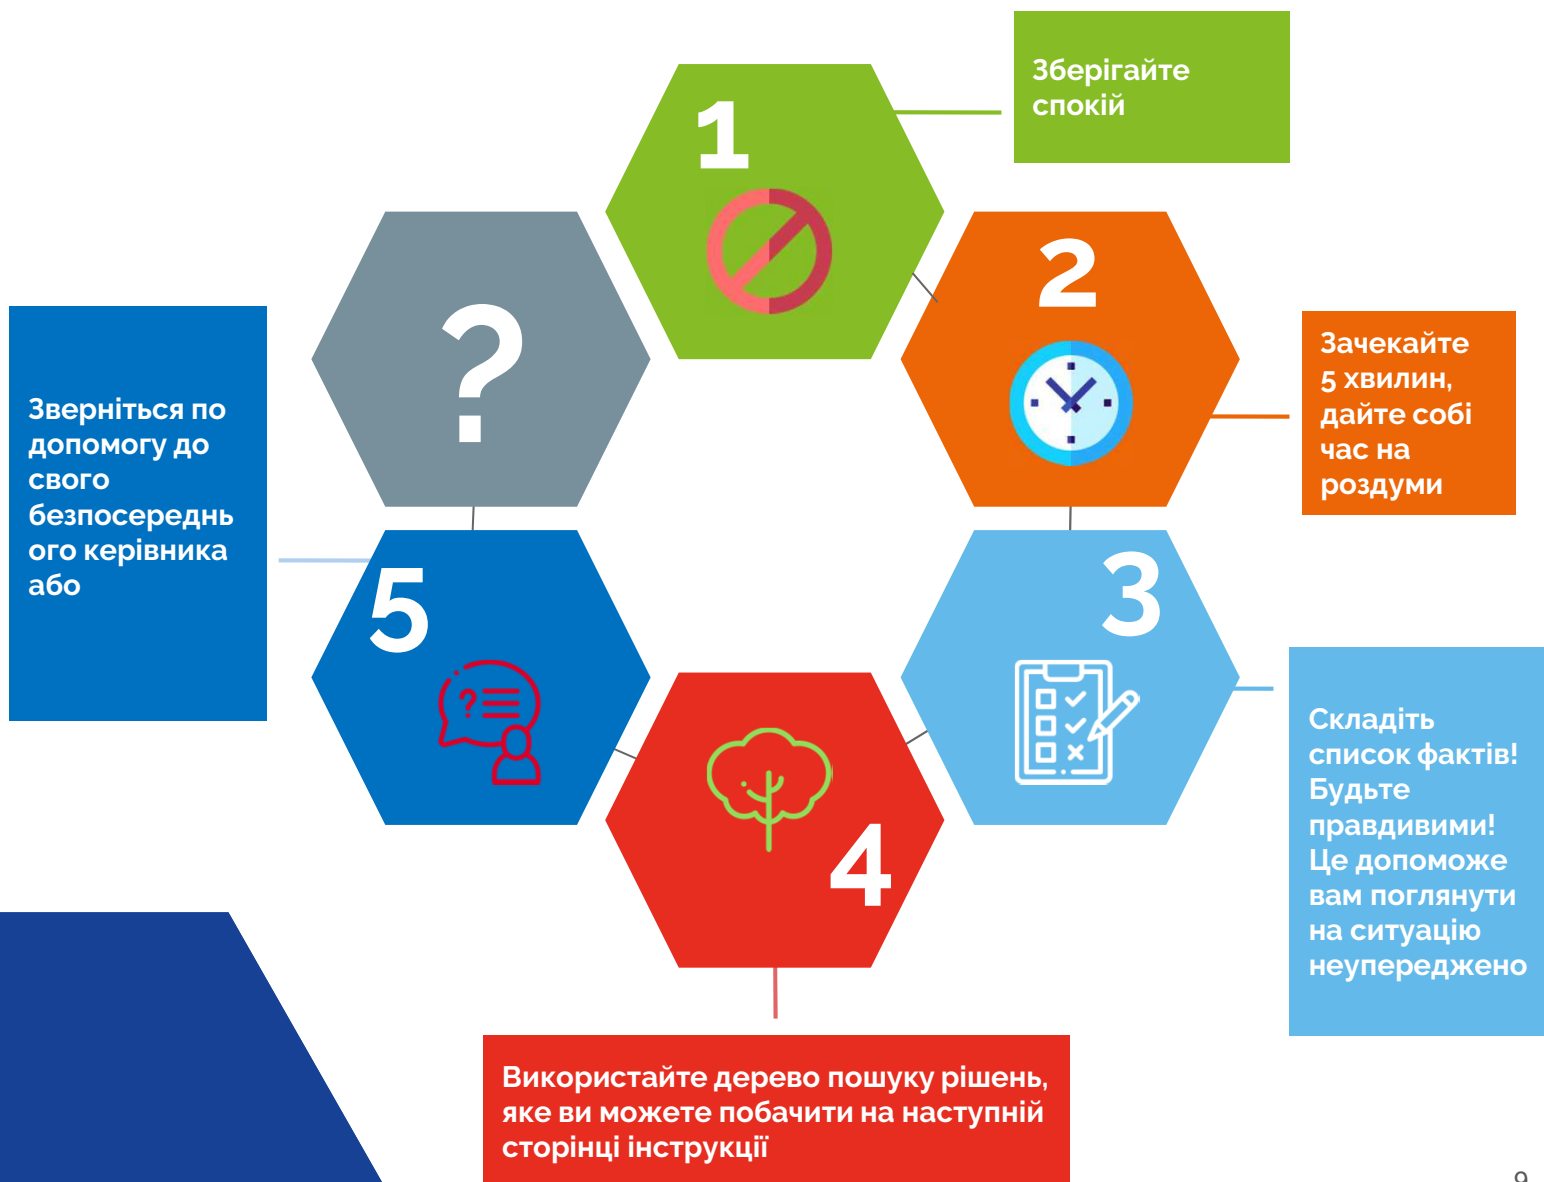 1
Зберігайте
спокій
2
Зачекайте
5 хвилин,
дайте собі
час на
роздуми
3
Складіть
список фактів!
Будьте
правдивими!
Це допоможе
вам поглянути
на ситуацію
неупереджено
4
Використайте дерево пошуку рішень,
яке ви можете побачити на наступній
сторінці інструкції
5
Зверніться по
допомогу до
свого
безпосереднь
ого керівника
або
?
?
9